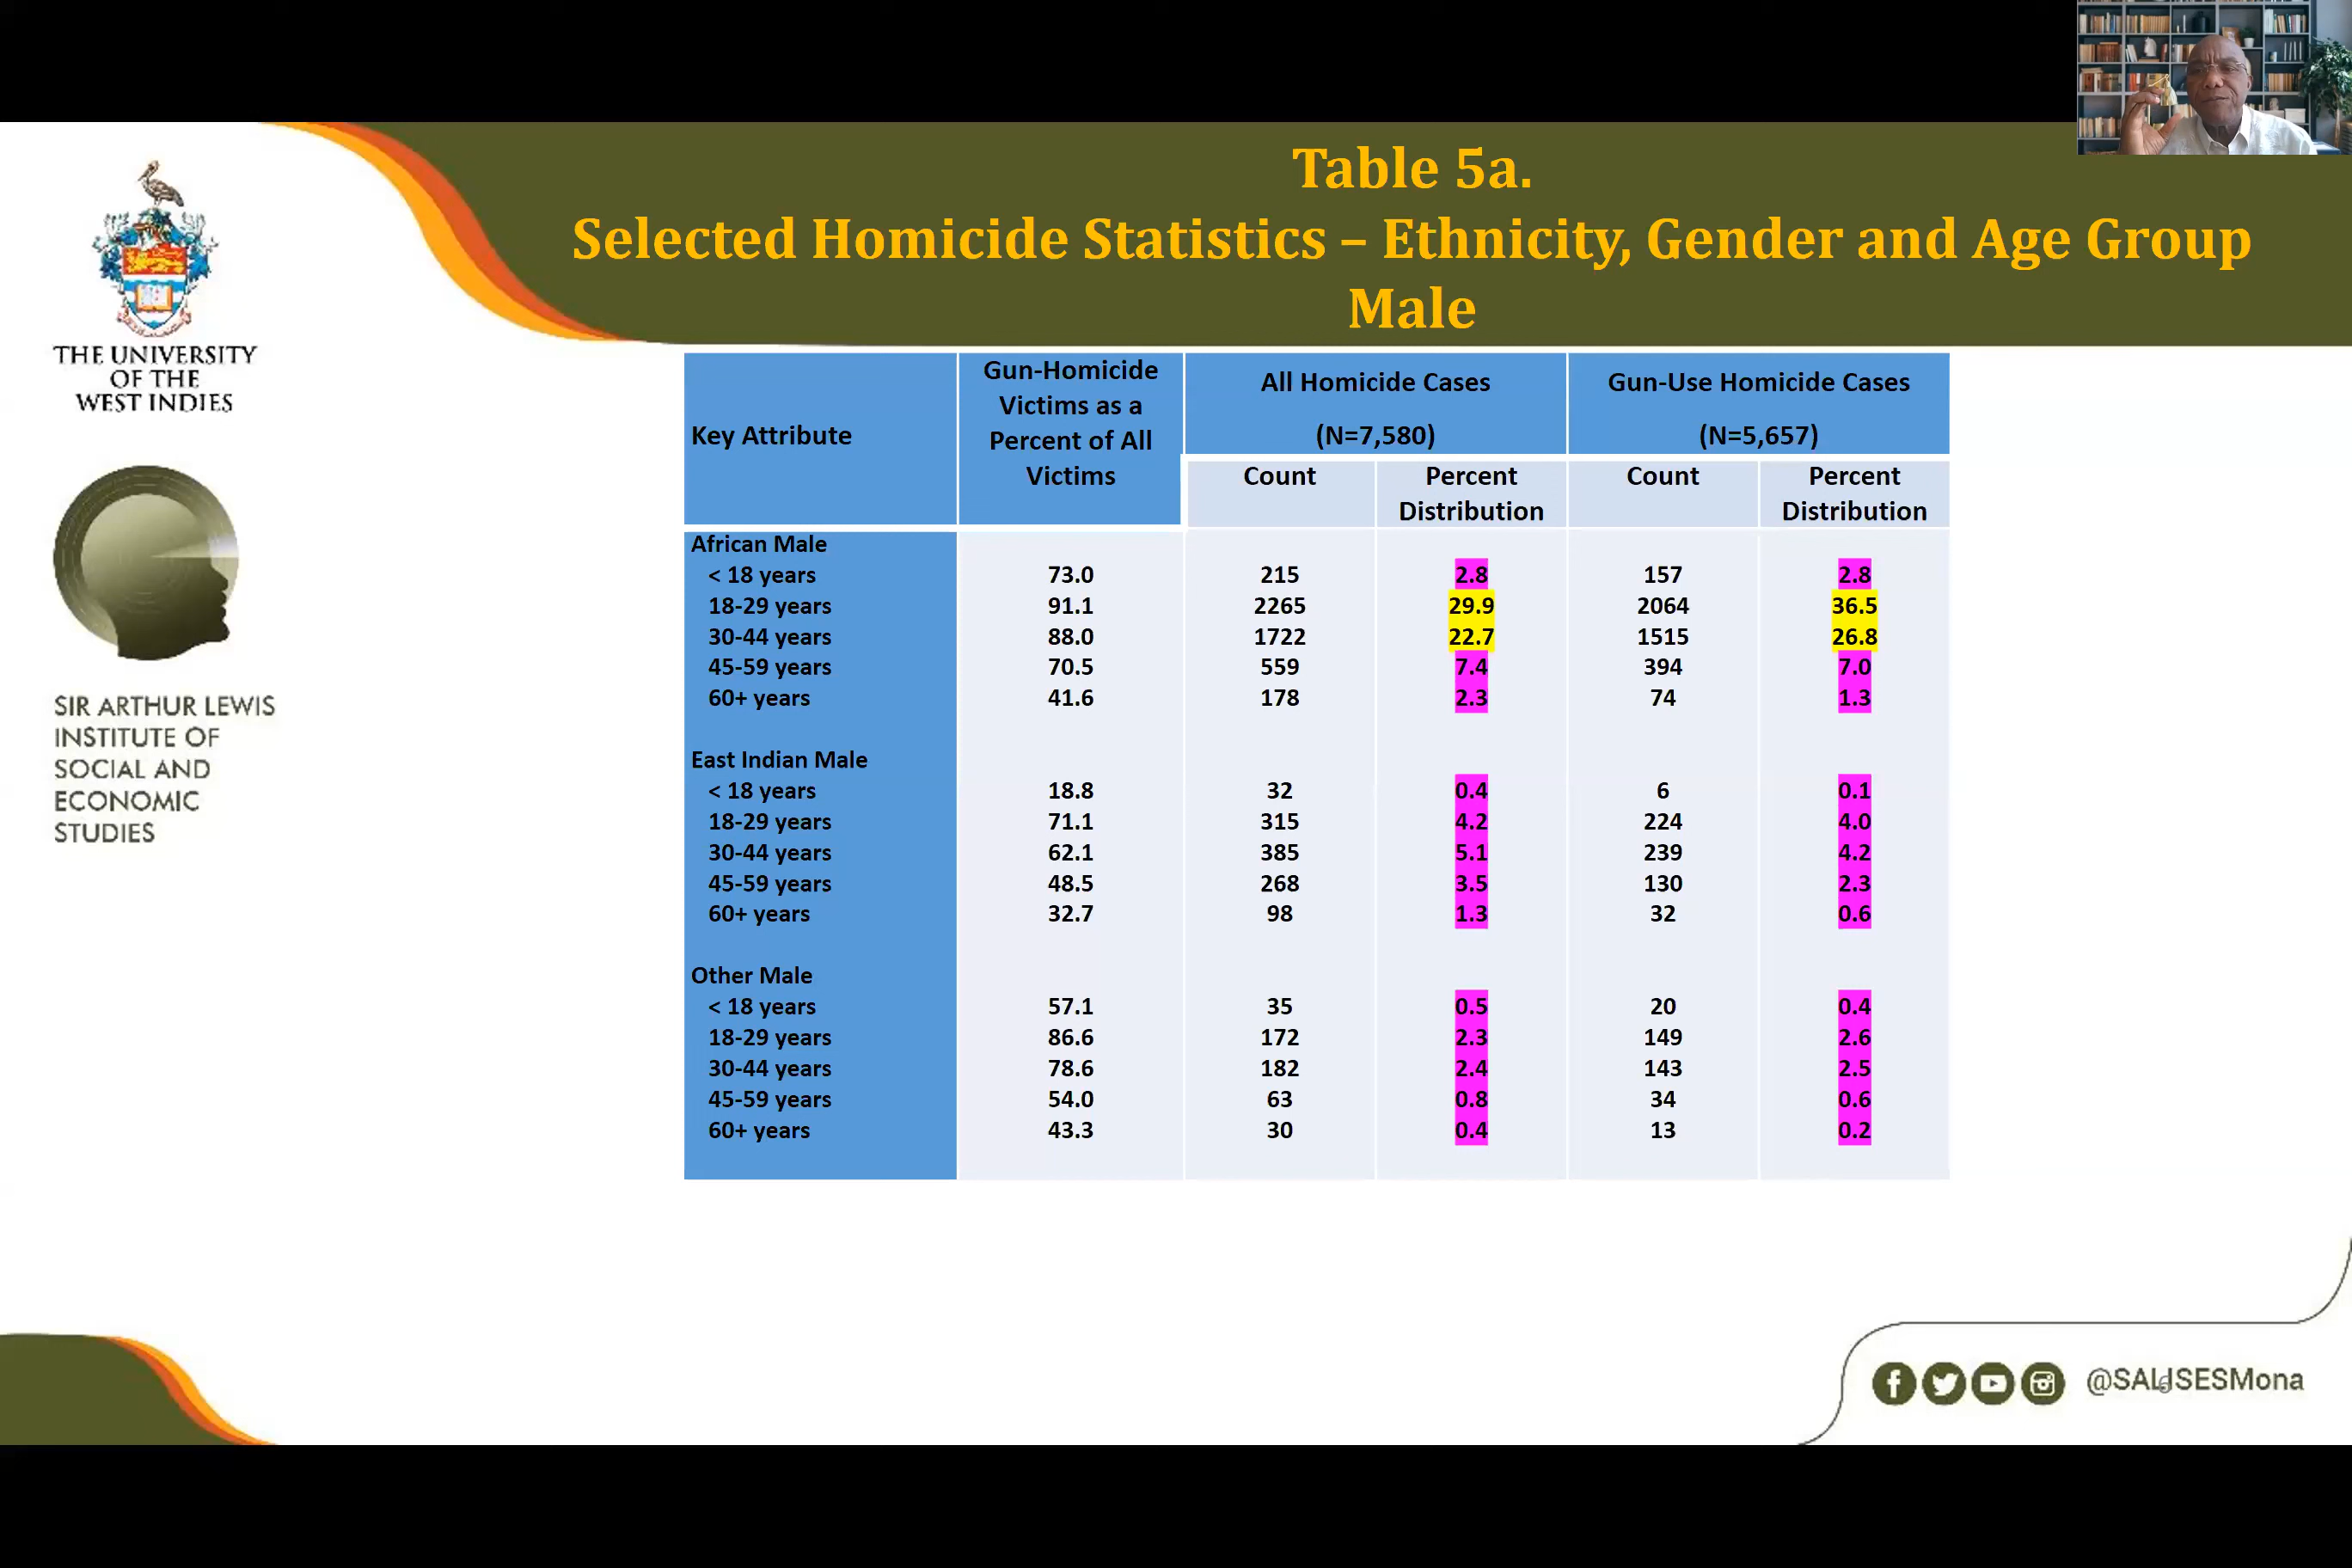 Table 5a.
Selected Homicide Statistics – Ethnicity, Gender and Age Group
Male
THE UNIVERSITY
OF THE
WEST INDIES
SIR ARTHUR LEWIS
INSTITUTE OF
SOCIAL AND
ECONOMIC
STUDIES
Key Attribute
Gun-Homicide
Victims as a
Percent of All
Victims
All Homicide Cases
(N=7,580)
Gun-Use Homicide Cases
(N=5,657)
Count
Percent
Distribution
Count
Percent
Distribution
African Male
< 18 years 73.0 215 2.8 157 2.8
18-29 years 91.1 2265 29.9 2064 36.5
30-44 years 88.0 1722 22.7 1515 26.8
45-59 years 70.5 559 7.4 394 7.0
60+ years 41.6 178 2.3 74 1.3
East Indian Male
< 18 years 18.8 32 0.4 6 0.1
18-29 years 71.1 315 4.2 224 4.0
30-44 years 62.1 385 5.1 239 4.2
45-59 years 48.5 268 3.5 130 2.3
60+ years 32.7 98 1.3 32 0.6
Other Male
< 18 years 57.1 35 0.5 20 0.4
18-29 years 86.6 172 2.3 149 2.6
30-44 years 78.6 182 2.4 143 2.5
45-59 years 54.0 63 0.8 34 0.6
60+ years 43.3 30 0.4 13 0.2
@SALISESMona